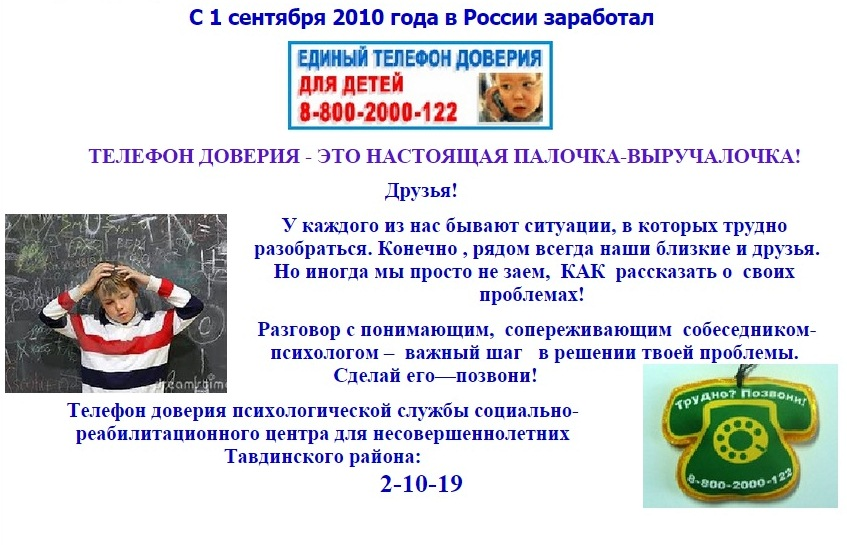 С 1 сентября 2010 года в России заработал
ЕДИНЫЙ ТЕЛЕФОН ДОВЕРИЯ
ДЛЯ ДЕТЕЙ
8-800-2000-122
ТЕЛЕФОН ДОВЕРИЯ - ЭТО НАСТОЯЩАЯ ПАЛОЧКА-ВЫРУЧАЛОЧКА!
Друзья!
У каждого из нас бывают ситуации, в которых трудно
разобраться. Конечно , рядом всегда наши близкие и друзья.
Но иногда мы просто не заем, КАК рассказать о своих
проблемах!
Разговор с понимающим, сопереживающим собеседником-
психологом – важный шаг в решении твоей проблемы.
Сделай его—позвони!
dreamstime
Трудно? Позвони!
8-800-2000-122
Телефон доверия психологической службы социально-
реабилитационного центра для несовершеннолетних
Тавдинского района:
2-10-19